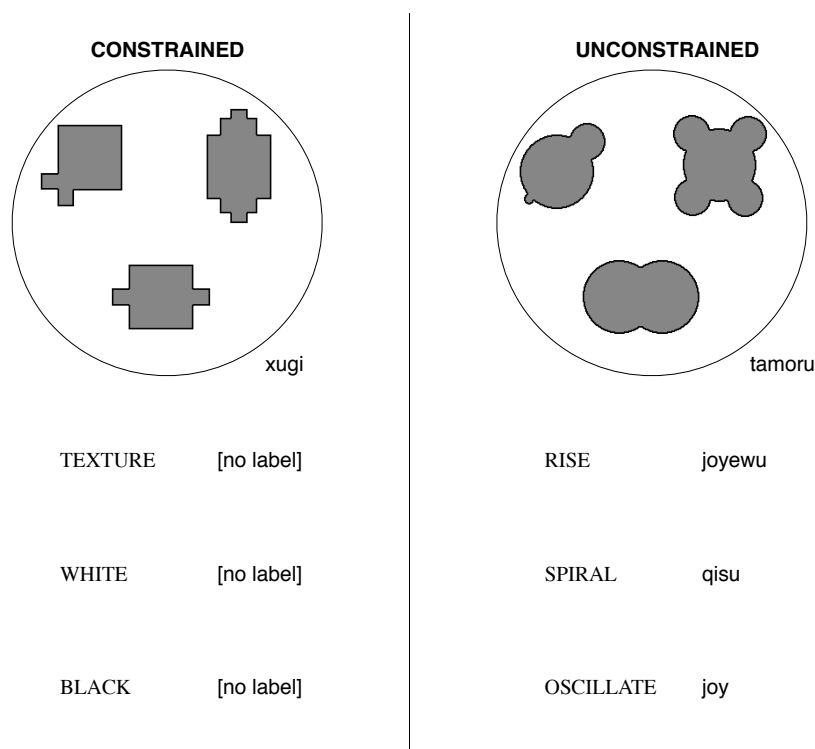 CONSTRAINED
xugi
TEXTURE [no label]
WHITE [no label]
BLACK [no label]
UNCONSTRAINED
tamoru
RISE joyewu
SPIRAL qisu
OSCILLATE joy